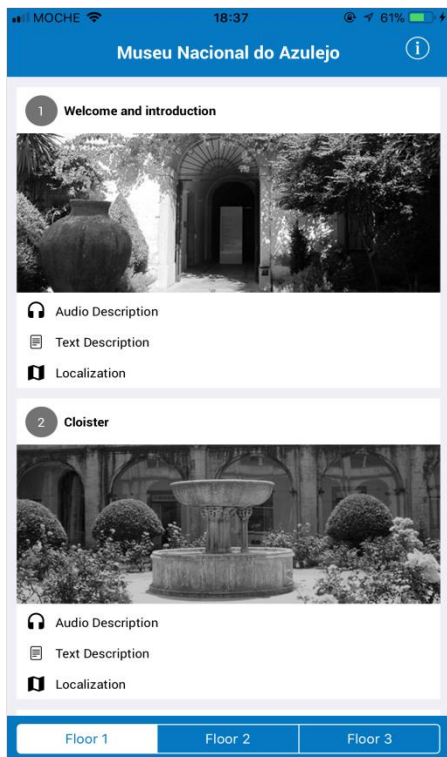 MOCHE 18:37 61%
Museu Nacional do Azulejo
1 Welcome and introduction
Audio Description
Text Description
Localization
2 Cloister
Audio Description
Text Description
Localization
Floor 1 Floor 2 Floor 3